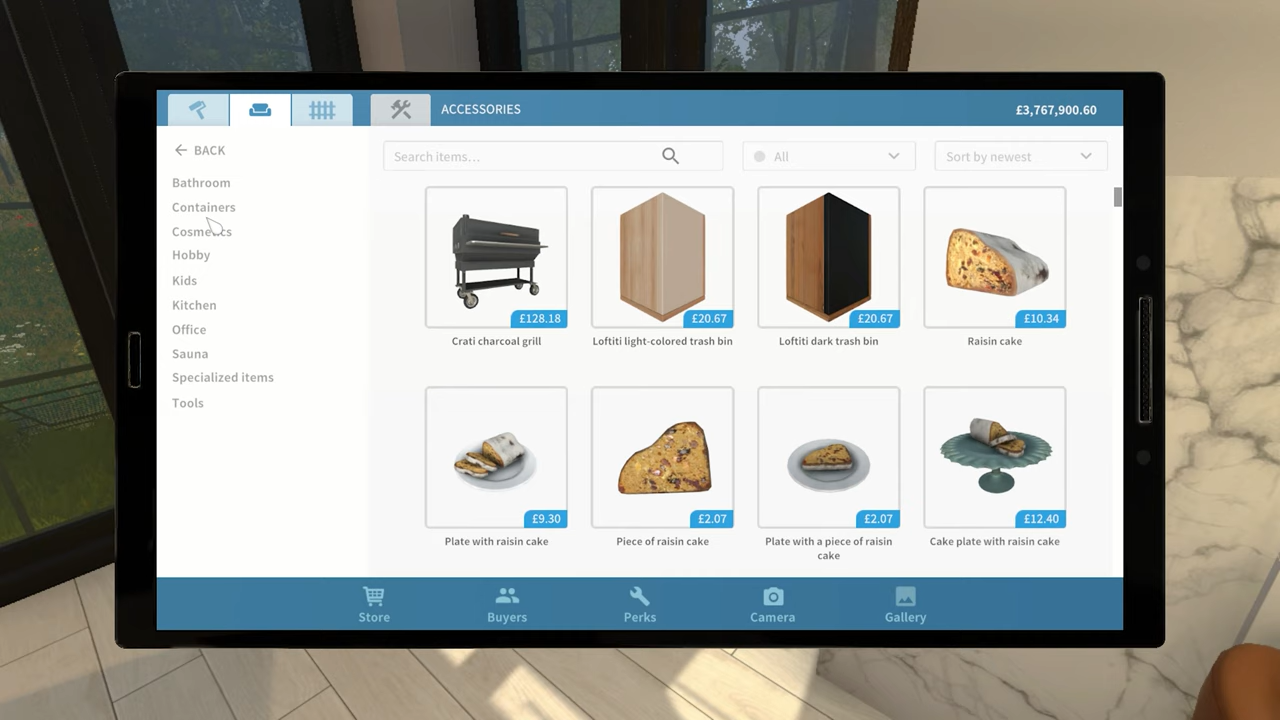 ACCESSORIES
£3,767,900.60
BACK
Search items...
All
Sort by newest
Bathroom
Containers
Cosmetics
Hobby
Kids
Kitchen
Office
Sauna
Specialized items
Tools
£128.18
£20.67
£20.67
£10.34
Crati charcoal grill
Loftiti light-colored trash bin
Loftiti dark trash bin
Raisin cake
£9.30
£2.07
£2.07
£12.40
Plate with raisin cake
Piece of raisin cake
Plate with a piece of raisin
cake
Cake plate with raisin cake
Store
Buyers
Perks
Camera
Gallery